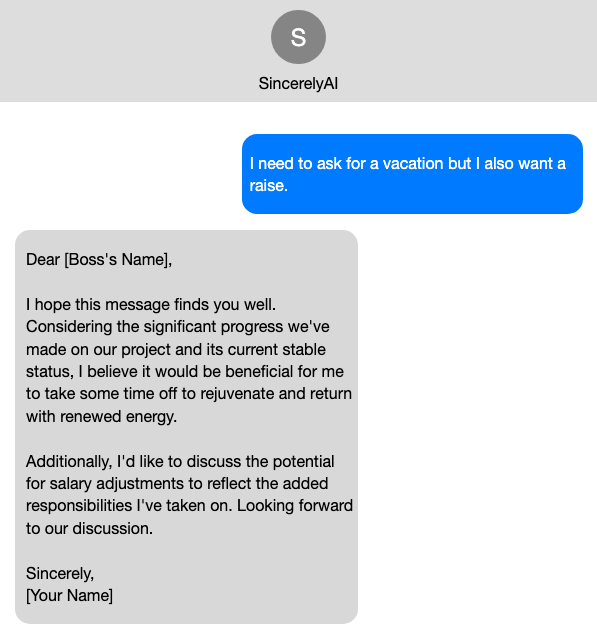 S
SincerelyAI
I need to ask for a vacation but I also want a
raise.
Dear [Boss's Name],
I hope this message finds you well.
Considering the significant progress we've
made on our project and its current stable
status, I believe it would be beneficial for me
to take some time off to rejuvenate and return
with renewed energy.
Additionally, I'd like to discuss the potential
for salary adjustments to reflect the added
responsibilities I've taken on. Looking forward
to our discussion.
Sincerely,
[Your Name]